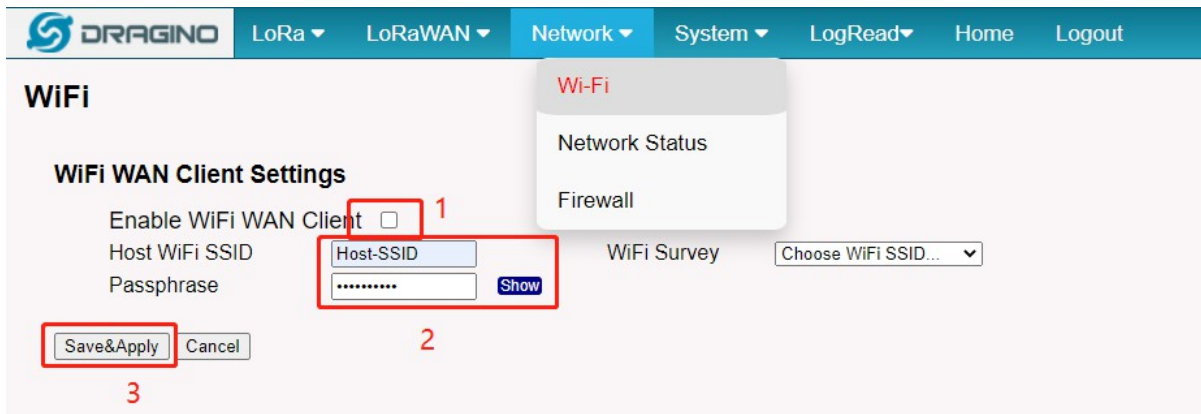 DRAGINO LoRa LoRaWAN Network System LogRead Home Logout
Wi-Fi
WiFi
Network Status
WiFi WAN Client Settings
Firewall
Enable WiFi WAN Client 1
Host WiFi SSID Host-SSID WiFi Survey Choose WiFi SSID...
Passphrase •••••••••• Show
Save&Apply Cancel 2
3